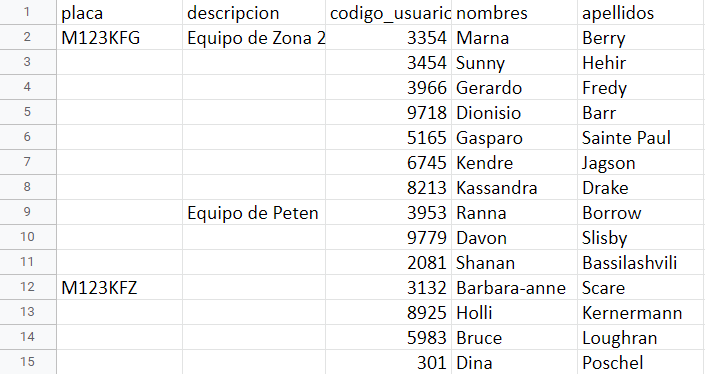 1 placa descripcion codigo_usuaric nombres apellidos
2 M123KFG Equipo de Zona 2 3354 Marna Berry
3 3454 Sunny Hehir
4 3966 Gerardo Fredy
5 9718 Dionisio Barr
6 5165 Gasparo Sainte Paul
7 6745 Kendre Jagson
8 8213 Kassandra Drake
9 Equipo de Peten 3953 Ranna Borrow
10 9779 Davon Slisby
11 2081 Shanan Bassilashvili
12 M123KFZ 3132 Barbara-anne Scare
13 8925 Holli Kernermann
14 5983 Bruce Loughran
15 301 Dina Poschel